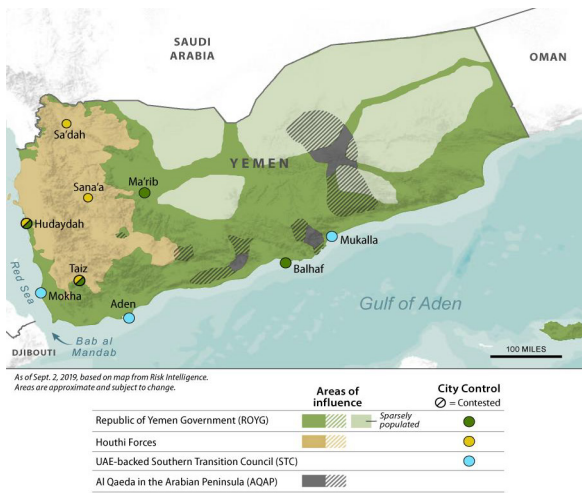 SAUDI
ARABIA
OMAN
Sa'dah
YEMEN
Ma'rib
Sana'a
Hudaydah
Mukalla
Taiz
Balhaf
Red Sea
Mokha
Aden
Gulf of Aden
Bab al
Mandab
DJIBOUTI
100 MILES
As of Sept. 2, 2019, based on map from Risk Intelligence.
Areas are approximate and subject to change.
Areas of
influence
City Control
= Contested
Republic of Yemen Government (ROYG)
Sparsely
populated
Houthi Forces
UAE-backed Southern Transition Council (STC)
Al Qaeda in the Arabian Peninsula (AQAP)